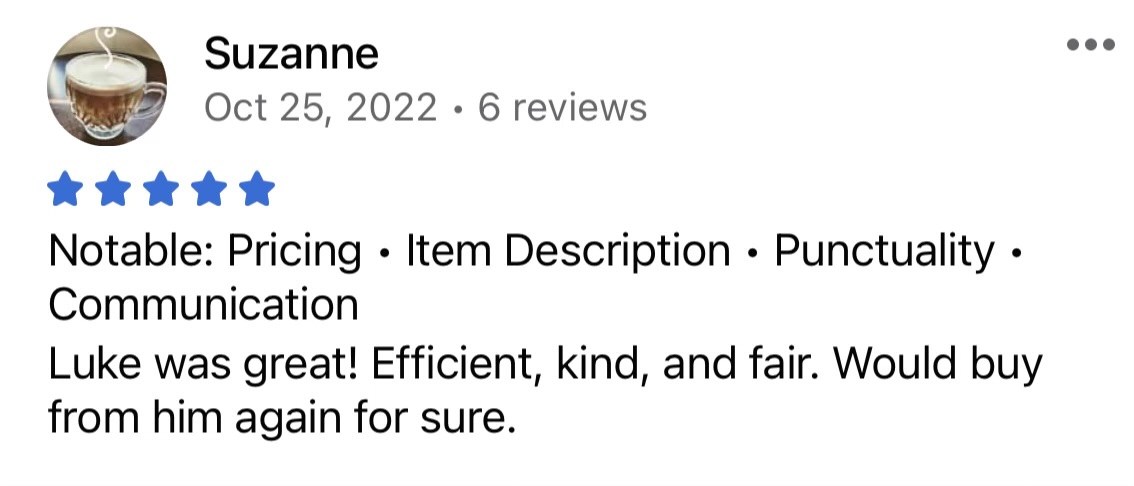 Suzanne
Oct 25, 2022 • 6 reviews
Notable: Pricing • Item Description • Punctuality •
Communication
Luke was great! Efficient, kind, and fair. Would buy
from him again for sure.